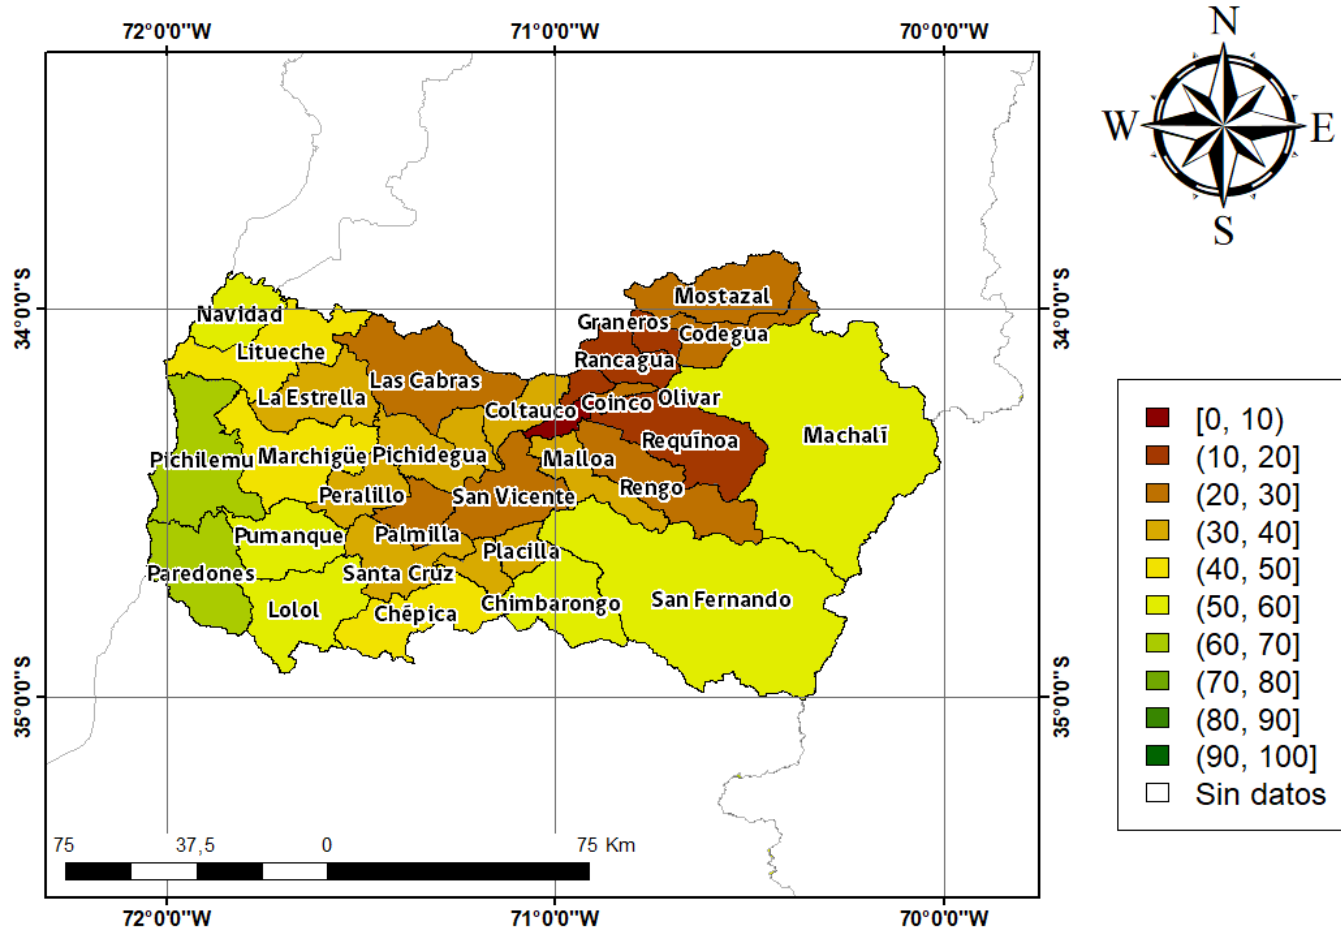 N
W E
S
72°0'0"W 71°0'0"W 70°0'0"W
34°0'0"S 34°0'0"S
35°0'0"S 35°0'0"S
Mostazal
Navidad
Graneros
Codegua
Litueche
Rancagua
Las Cabras
La Estrella
Olivar
Coinco
Coltauco
Machalí
Requínoa
Pichilemu
Marchigüe
Pichidegua
Malloa
Rengo
Peralillo
San Vicente
Pumanque
Palmilla
Placilla
Paredones
Santa Cruz
San Fernando
Chimbarongo
Lolol
Chépica
[0, 10)
(10, 20]
(20, 30]
(30, 40]
(40, 50]
(50, 60]
(60, 70]
(70, 80]
(80, 90]
(90, 100]
Sin datos
75 37,5 0 75 Km
72°0'0"W 71°0'0"W 70°0'0"W